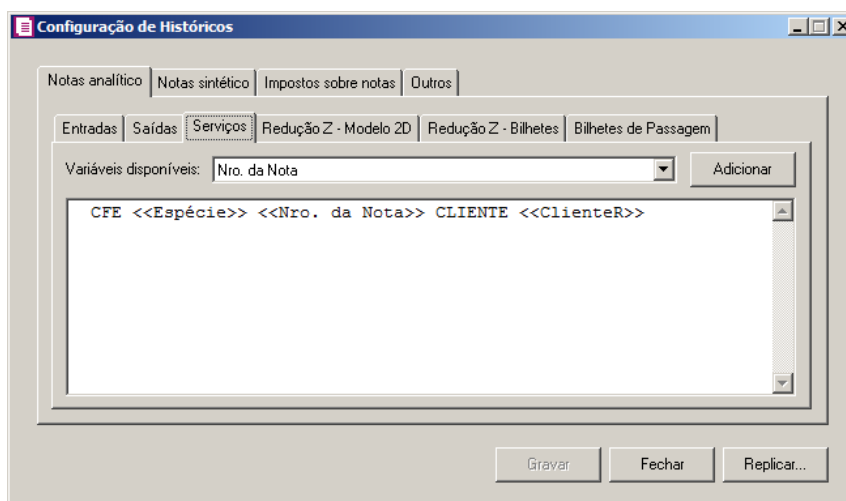 Configuração de Históricos
Notas analítico Notas sintético Impostos sobre notas Outros
Entradas Saídas Serviços Redução Z - Modelo 2D Redução Z - Bilhetes Bilhetes de Passagem
Variáveis disponíveis: Nro. da Nota Adicionar
CFE <<Espécie>> <<Nro. da Nota>> CLIENTE <<ClienteR>>
Gravar Fechar Replicar...